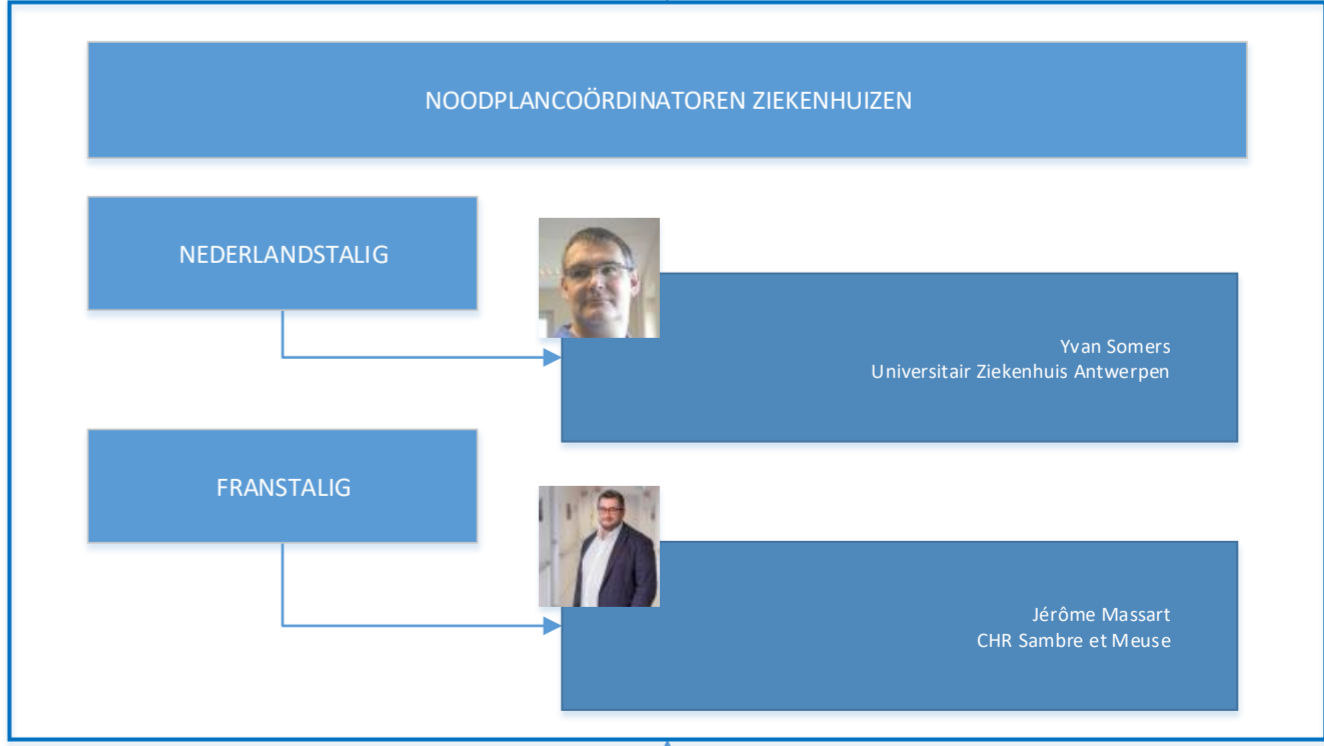 NOODPLANCOÖRDINATOREN ZIEKENHUIZEN
NEDERLANDSTALIG
Yvan Somers
Universitair Ziekenhuis Antwerpen
FRANSTALIG
Jérôme Massart
CHR Sambre et Meuse